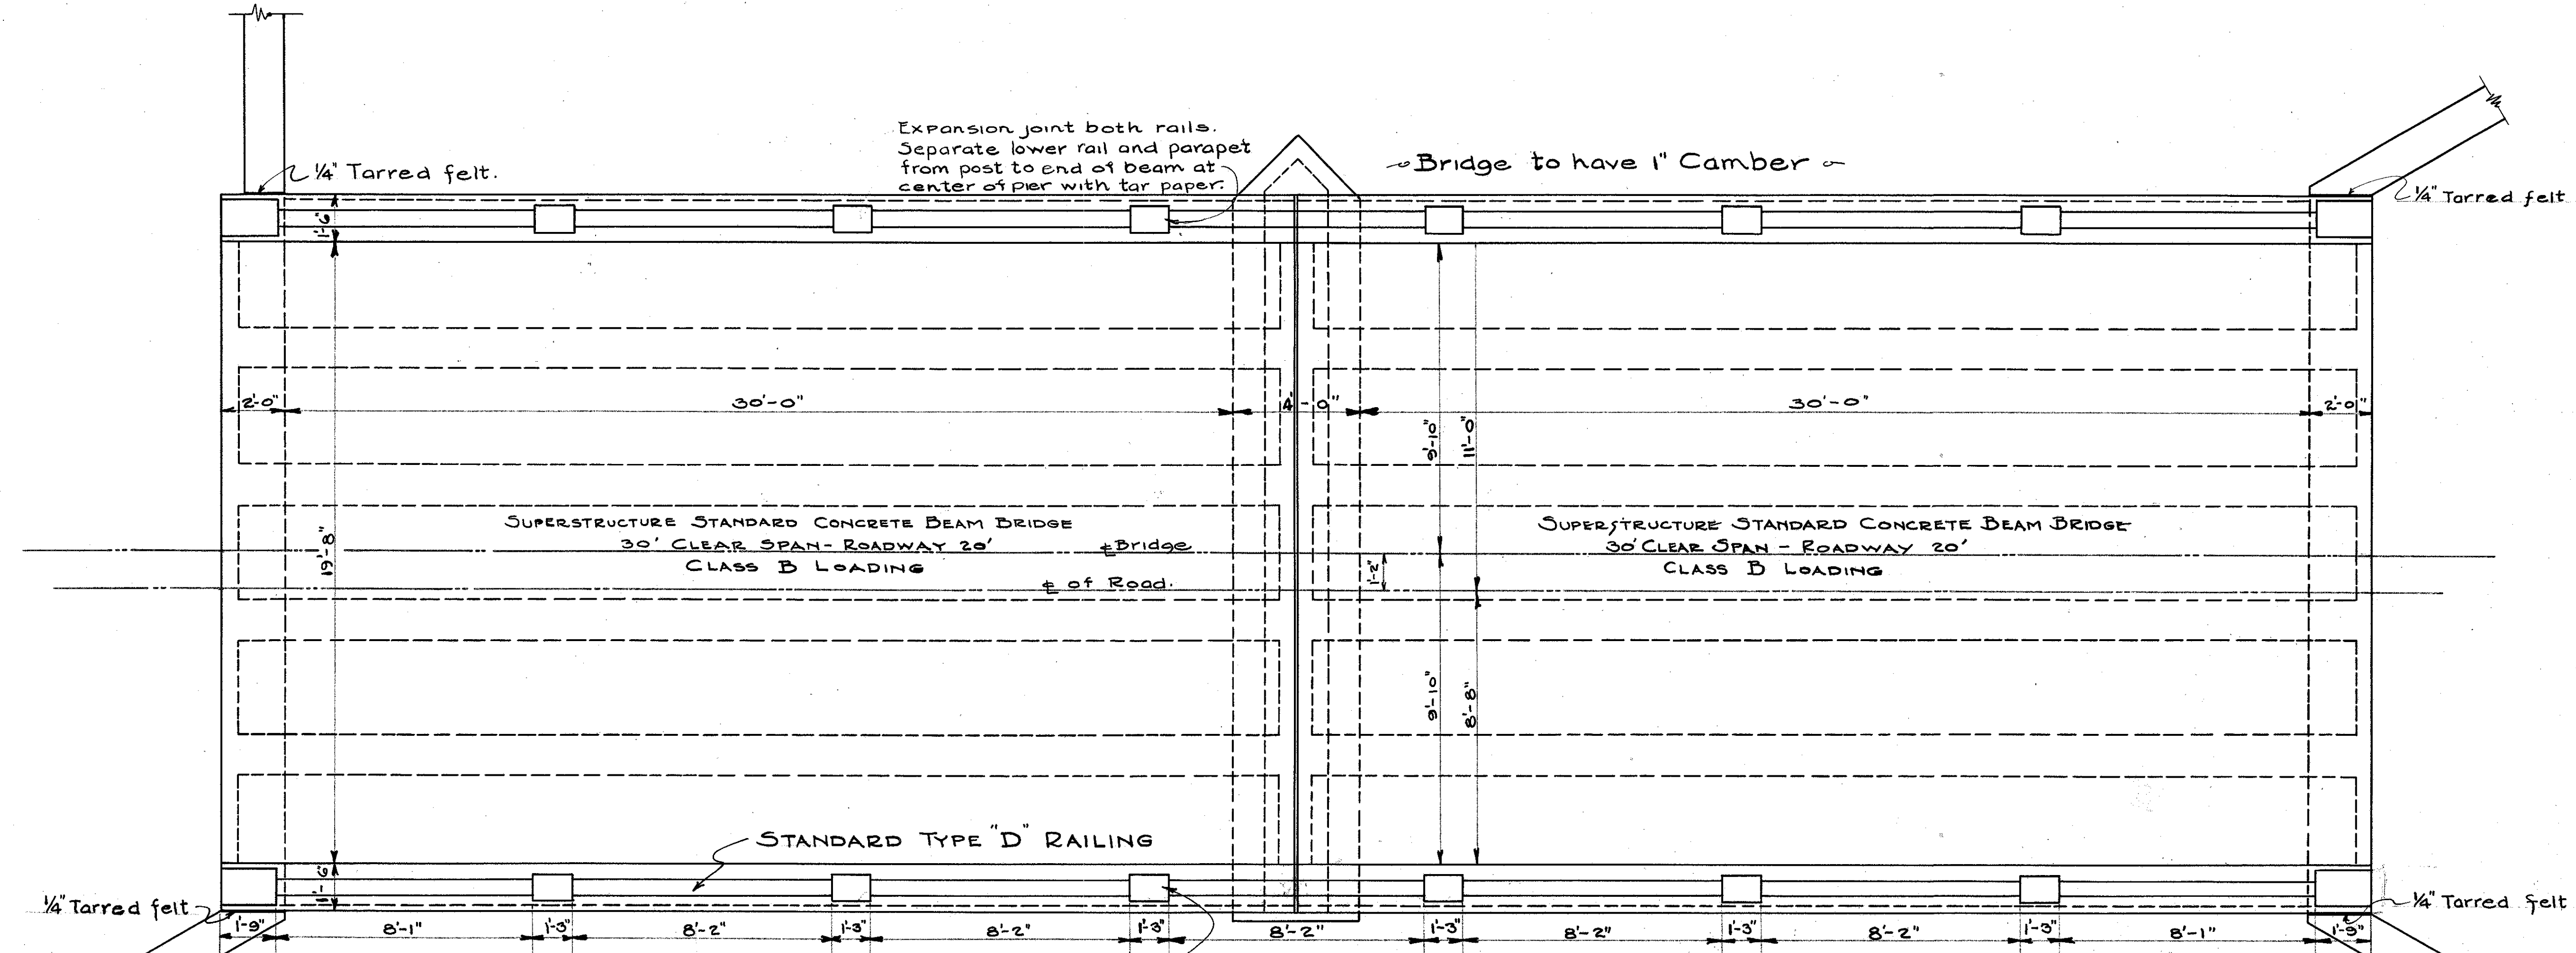 Expansion joint both rails.
Separate lower rail and parapet
from post to end of beam at
center of pier with tar paper.
Bridge to have 1" Camber
1/4" Tarred felt.
1/4" Tarred felt
1'-6"
2'-0"
30'-0"
4'-0"
30'-0"
2'-0"
9'-10"
11'-0"
SUPERSTRUCTURE STANDARD CONCRETE BEAM BRIDGE
30' CLEAR SPAN - ROADWAY 20'
CLASS B LOADING
℄ Bridge
℄ of Road.
19'-8"
1'-2"
SUPERSTRUCTURE STANDARD CONCRETE BEAM BRIDGE
30' CLEAR SPAN - ROADWAY 20'
CLASS B LOADING
9'-10"
8'-8"
STANDARD TYPE "D" RAILING
1'-6"
1/4" Tarred felt
1/4" Tarred felt
1'-9"
8'-1"
1'-3"
8'-2"
1'-3"
8'-2"
1'-3"
8'-2"
1'-3"
8'-2"
1'-3"
8'-2"
1'-3"
8'-1"
1'-9"